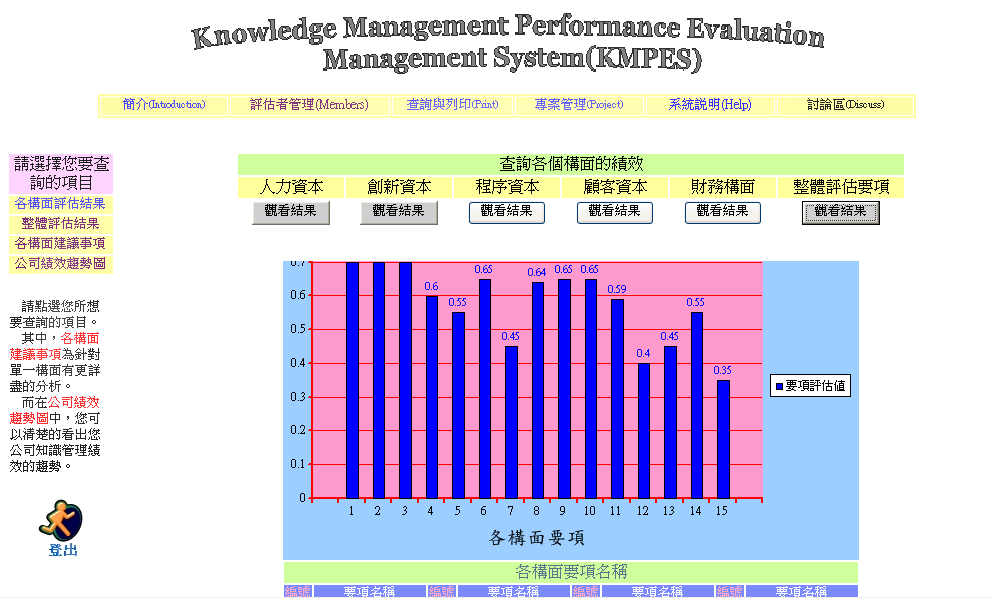 Knowledge Management Performance Evaluation
Management System(KMPES)
簡介(Introduction) 評估者管理(Members) 查詢與列印(Print) 專案管理(Project) 系統說明(Help) 討論區(Discuss)
請選擇您要查
詢的項目
各構面評估結果
整體評估結果
各構面建議事項
公司績效趨勢圖
請點選您所想
要查詢的項目。
其中，各構面
建議事項為針對
單一構面有更詳
盡的分析。
而在公司績效
趨勢圖中，您可
以清楚的看出您
公司知識管理績
效的趨勢。
登出
查詢各個構面的績效
人力資本 創新資本 程序資本 顧客資本 財務構面 整體評估要項
觀看結果 觀看結果 觀看結果 觀看結果 觀看結果 觀看結果
0.7
0.6
0.5
0.4
0.3
0.2
0.1
0
0.6 0.55 0.65 0.45 0.64 0.65 0.65 0.59 0.4 0.45 0.55 0.35
1 2 3 4 5 6 7 8 9 10 11 12 13 14 15
各構面要項
要項評估値
各構面要項名稱
編號 要項名稱 編號 要項名稱 編號 要項名稱 編號 要項名稱